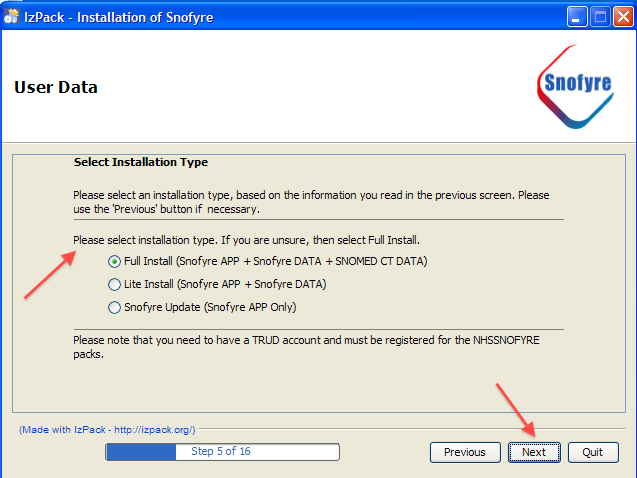 IzPack - Installation of Snofyre
User Data
Snofyre
Select Installation Type
Please select an installation type, based on the information you read in the previous screen. Please
use the 'Previous' button if necessary.
Please select installation type. If you are unsure, then select Full Install.
Full Install (Snofyre APP + Snofyre DATA + SNOMED CT DATA)
Lite Install (Snofyre APP + Snofyre DATA)
Snofyre Update (Snofyre APP Only)
Please note that you need to have a TRUD account and must be registered for the NHSSNOFYRE
packs.
(Made with IzPack - http://izpack.org/)
Step 5 of 16
Previous
Next
Quit